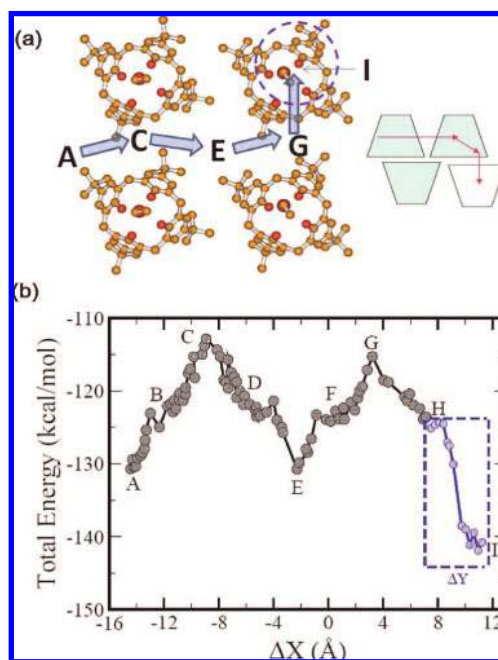 (a)
I
A C E G
(b)
-110
-120
-130
-140
-150
Total Energy (kcal/mol)
A B C D E F G H I
ΔY
-16 -12 -8 -4 0 4 8 12
ΔX (Å)